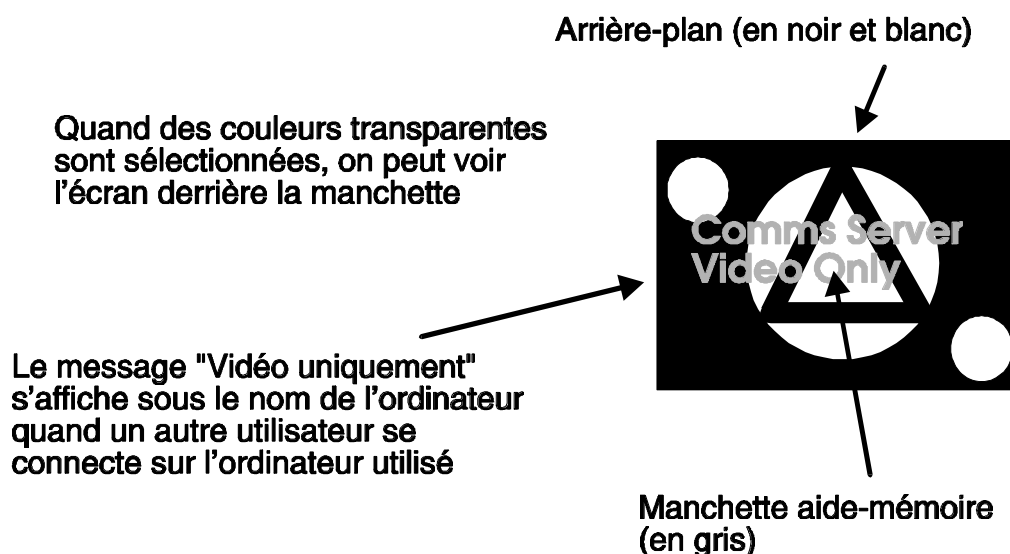 Arrière-plan (en noir et blanc)
Quand des couleurs transparentes
sont sélectionnées, on peut voir
l'écran derrière la manchette
Comms Server
Video Only
Le message "Vidéo uniquement"
s'affiche sous le nom de l'ordinateur
quand un autre utilisateur se
connecte sur l'ordinateur utilisé
Manchette aide-mémoire
(en gris)